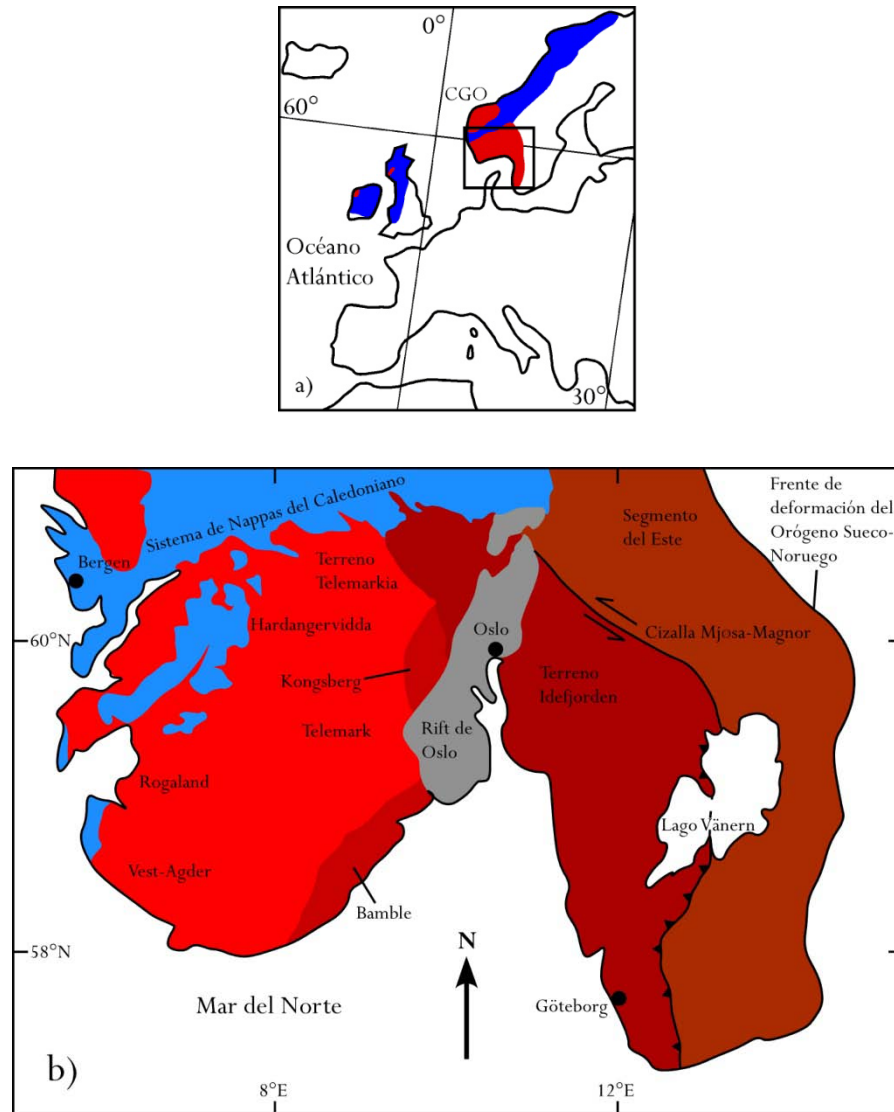 0°
60°
CGO
Océano
Atlántico
30°
a)
Sistema de Nappas del Caledoniano
Bergen
Terreno
Telemarkia
Hardangervidda
60°N
Kongsberg
Telemark
Rogaland
Vest-Agder
Bamble
58°N
Oslo
Rift de
Oslo
Segmento
del Este
Frente de
deformación del
Orógeno Sueco-
Noruego
Cizalla Mjosa-Magnor
Terreno
Idefjorden
Lago Vänern
N
Göteborg
Mar del Norte
b)
8°E
12°E